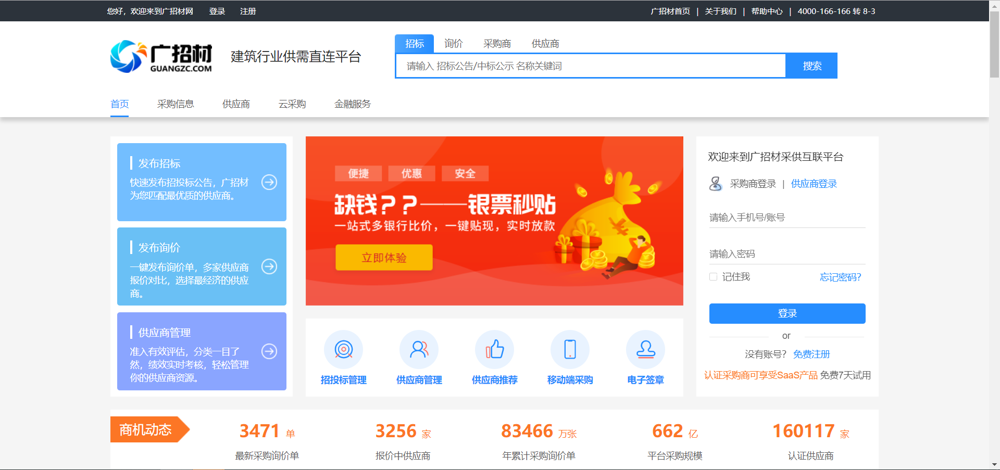 您好，欢迎来到广招材网 登录 注册
广招材首页 | 关于我们 | 帮助中心 | 4000-166-166 转 8-3
广招材
GUANGZC.COM
建筑行业供需直连平台
招标 询价 采购商 供应商
请输入 招标公告/中标公示 名称关键词
搜索
首页 采购信息 供应商 云采购 金融服务
发布招标
快速发布招投标公告，广招材
为您匹配最优质的供应商。
发布询价
一键发布询价单，多家供应商
报价对比，选择最经济的供应
商。
供应商管理
准入有效评估，分类一目了
然，绩效实时考核，轻松管理
你的供应商资源。
便捷 优惠 安全
缺钱？？——银票秒贴
一站式多银行比价，一键贴现，实时放款
立即体验
招投标管理 供应商管理 供应商推荐 移动端采购 电子签章
欢迎来到广招材采供互联平台
采购商登录 | 供应商登录
请输入手机号/账号
请输入密码
记住我 忘记密码?
登录
or
没有账号? 免费注册
认证采购商可享受SaaS产品 免费7天试用
商机动态
3471 单
最新采购询价单
3256 家
报价中供应商
83466 万张
年累计采购询价单
662 亿
平台采购规模
160117 家
认证供应商